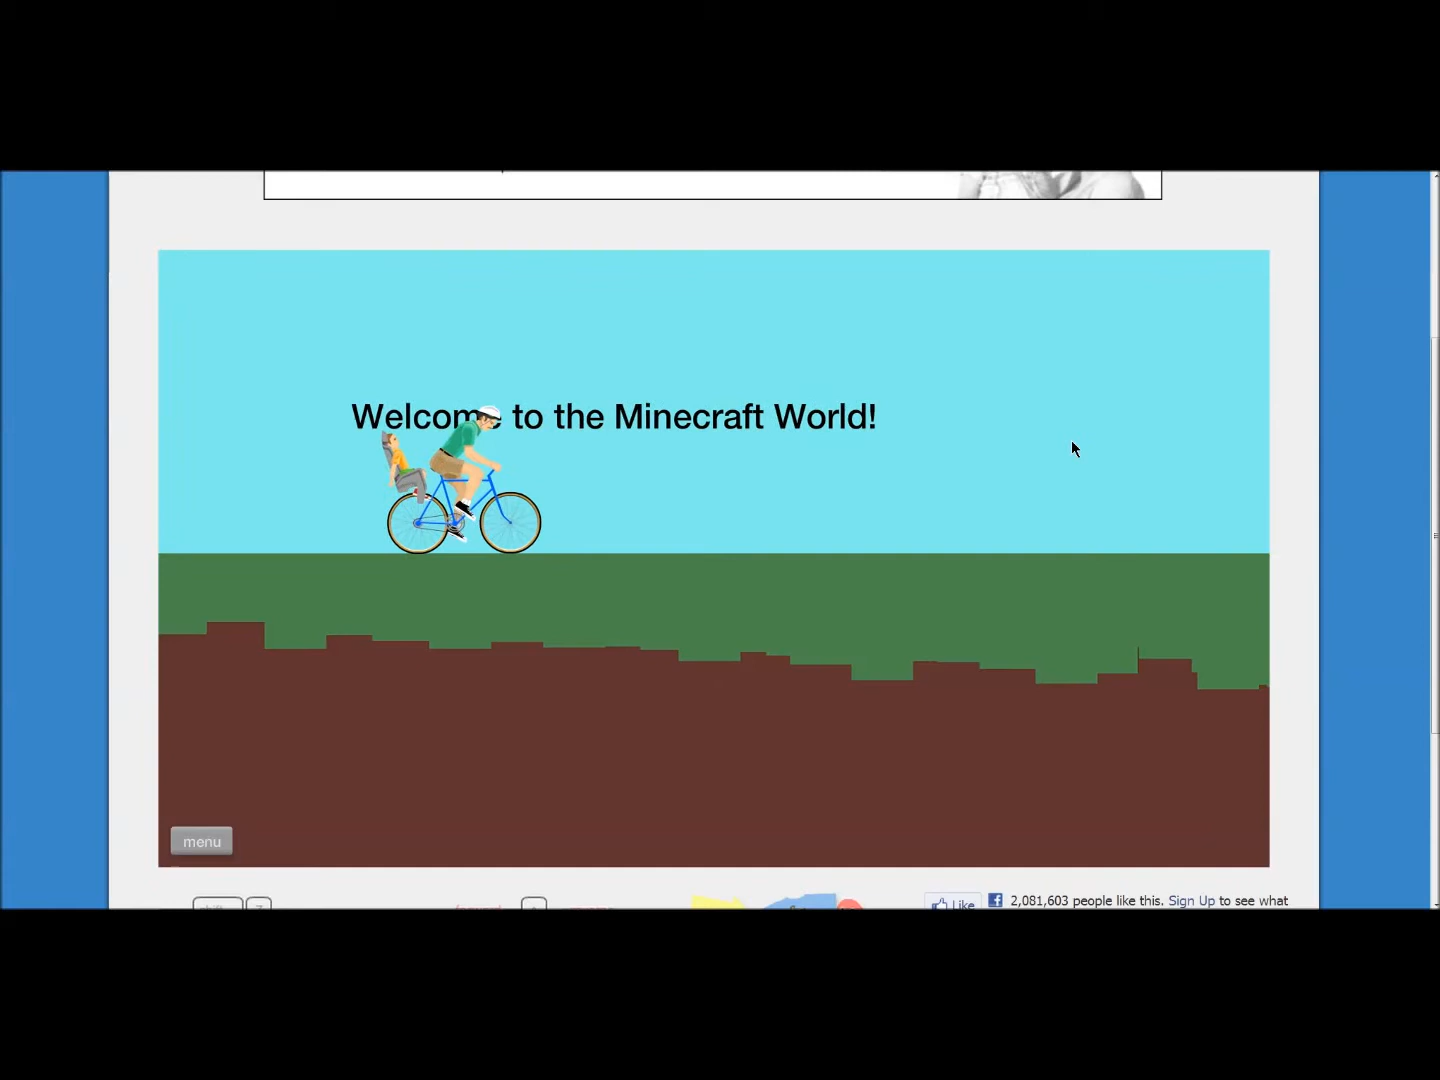 Welcome to the Minecraft World!
menu
Like
2,081,603 people like this. Sign Up to see what